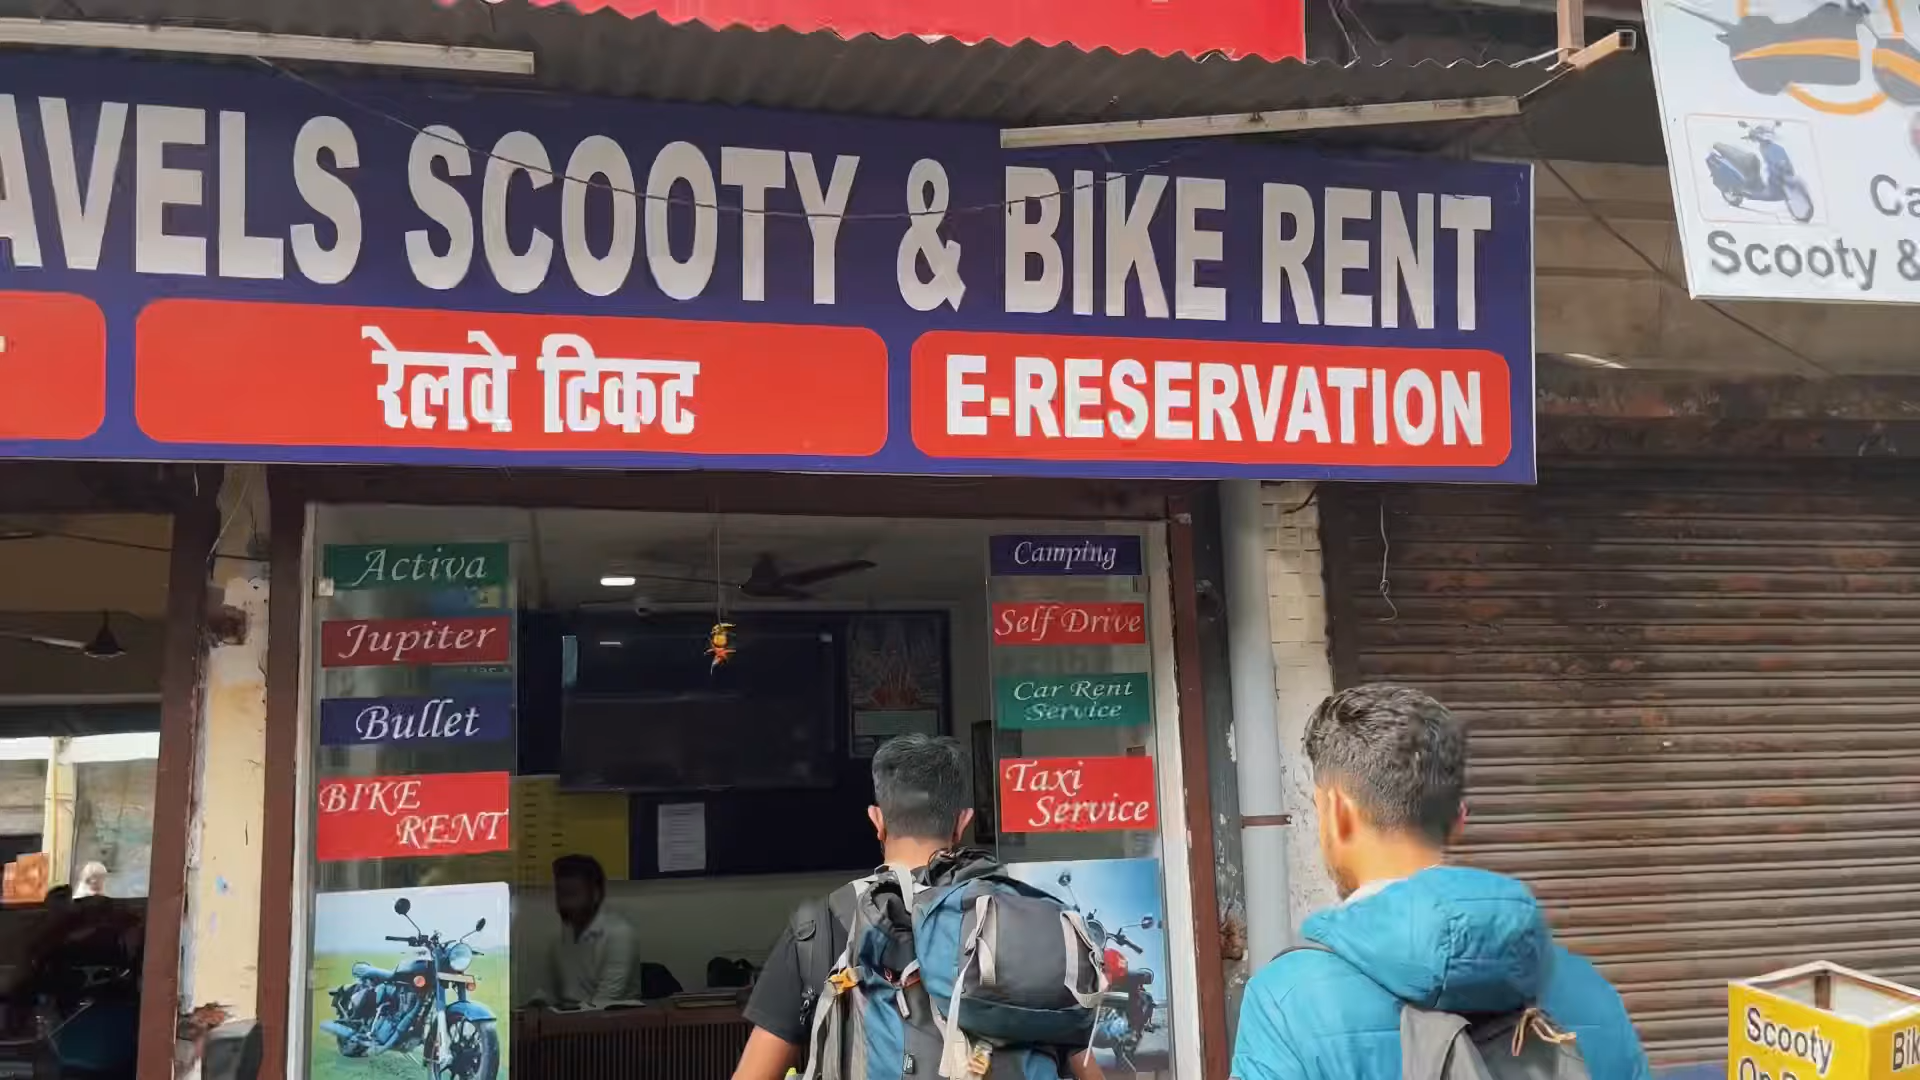 AVELS SCOOTY & BIKE RENT
रेलवे टिकट
E-RESERVATION
Activa
Jupiter
Bullet
BIKE
RENT
Camping
Self Drive
Car Rent
Service
Taxi
Service
Scooty &
Scooty